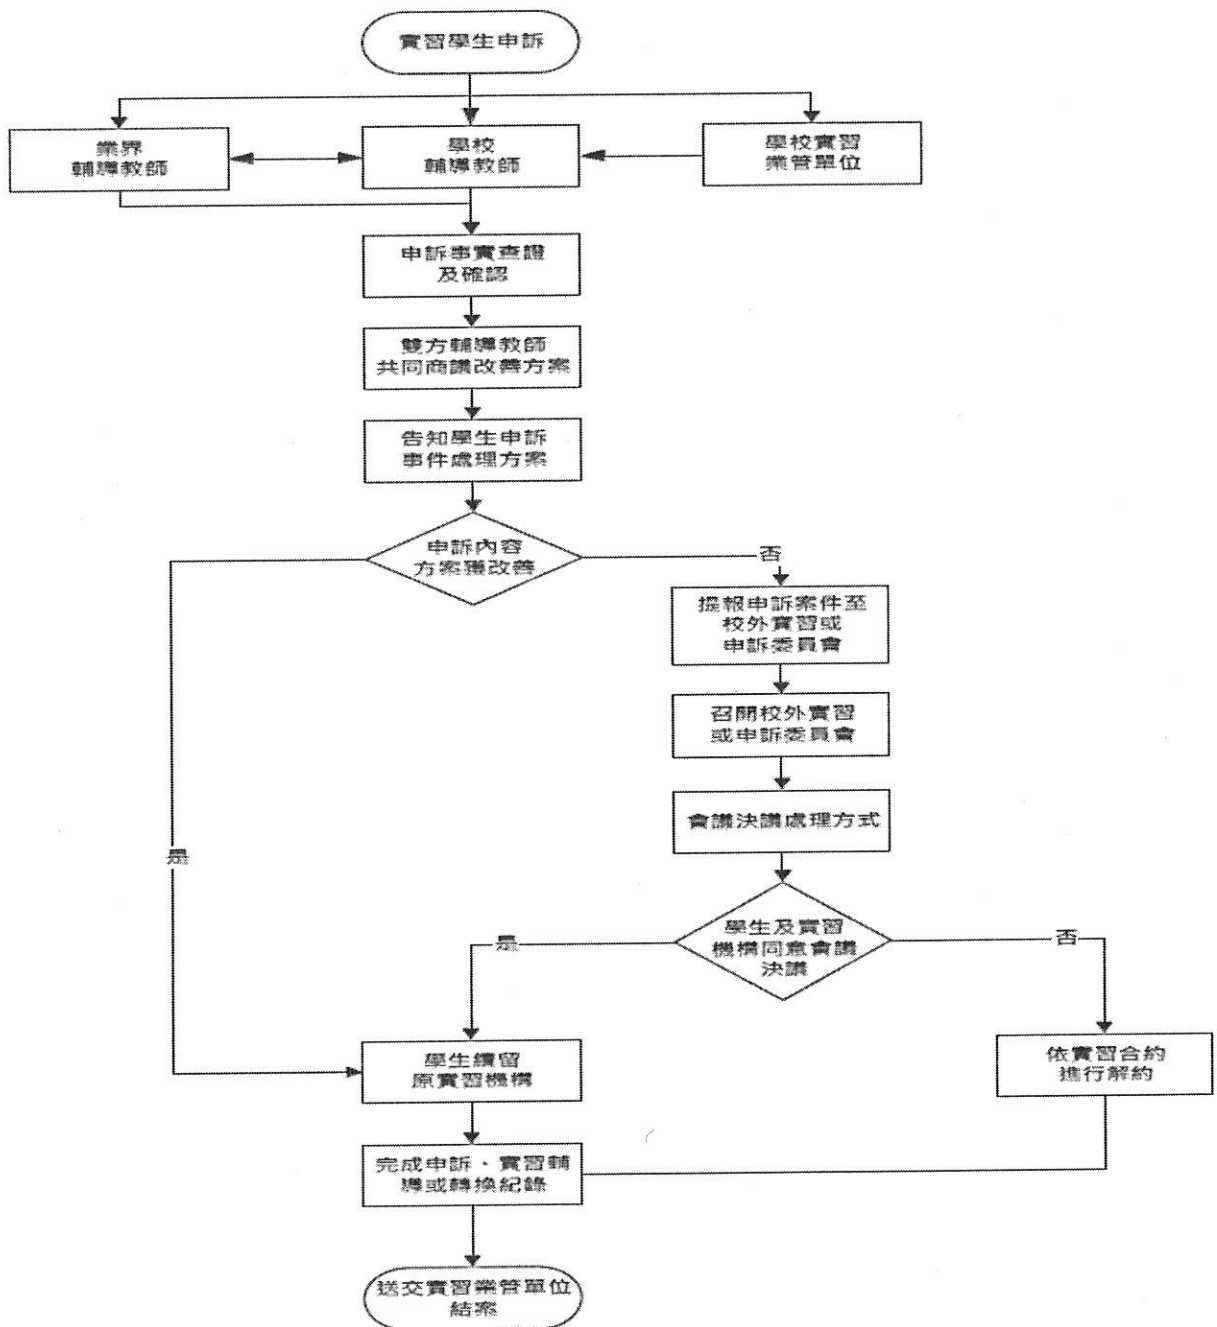 實習學生申訴
業界
輔導教師
學校
輔導教師
學校實習
業管單位
申訴事實查證
及確認
雙方輔導教師
共同商議改善方案
告知學生申訴
事件處理方案
申訴內容
方案獲改善
否
提報申訴案件至
校外實習或
申訴委員會
召開校外實習
或申訴委員會
會議決議處理方式
是
學生及實習
機構同意會議
決議
是
否
學生續留
原實習機構
依實習合約
進行解約
完成申訴、實習輔
導或轉換紀錄
送交實習業管單位
結案